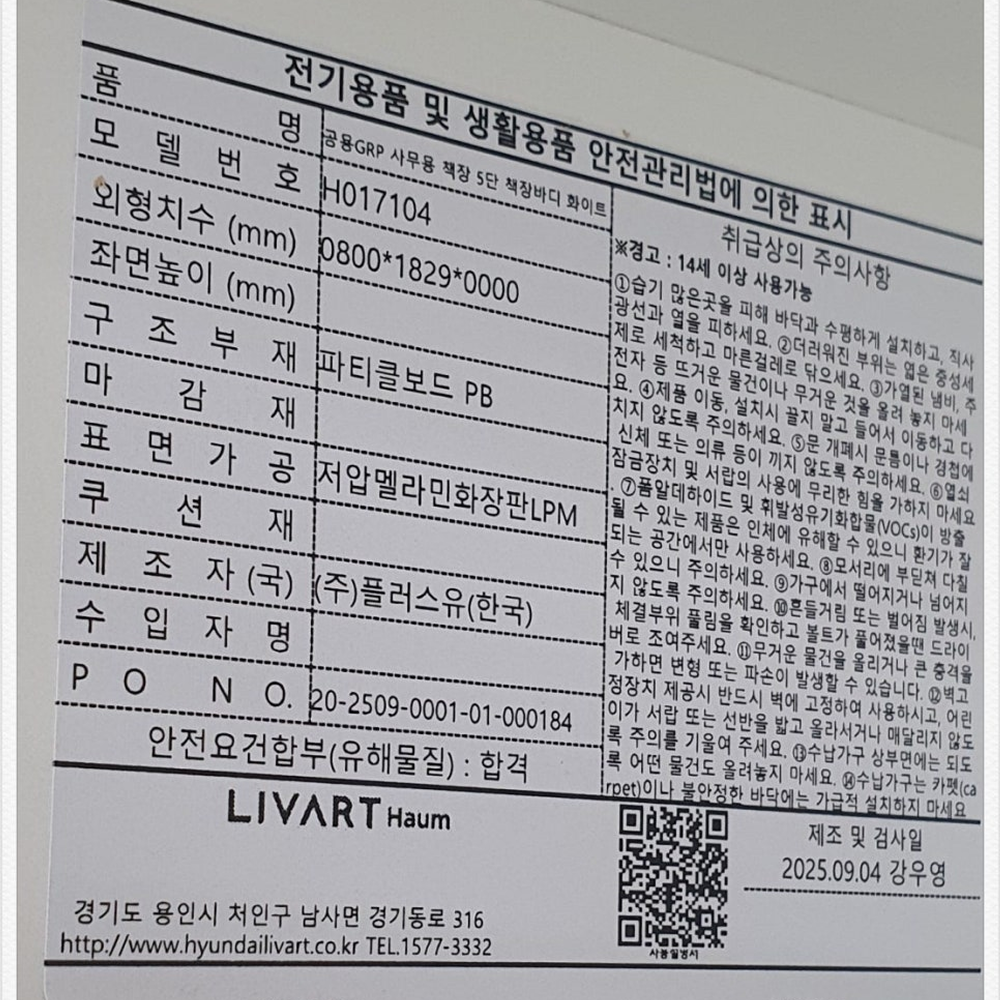 전기용품 및 생활용품 안전관리법에 의한 표시
품 명 공용GRP 사무용 책장 5단 책장바디 화이트
모 델 번 호 H017104
외형치수 (mm) 0800*1829*0000
좌면높이 (mm)
구 조 부 재 파티클보드 PB
마 감 재
표 면 가 공 저압멜라민화장판LPM
쿠 션 재
제 조 자 (국) (주)플러스유(한국)
수 입 자 명
P O N O. 20-2509-0001-01-000184
안전요건합부(유해물질) : 합격
취급상의 주의사항
※경고 : 14세 이상 사용가능
①습기 많은곳을 피해 바닥과 수평하게 설치하고, 직사
광선과 열을 피하세요. ②더러워진 부위는 엷은 중성세
제로 세척하고 마른걸레로 닦으세요. ③가열된 냄비, 주
전자 등 뜨거운 물건이나 무거운 것을 올려 놓지 마세
요. ④제품 이동, 설치시 끌지 말고 들어서 이동하고 다
치지 않도록 주의하세요. ⑤문 개폐시 문틈이나 경첩에
신체 또는 의류 등이 끼지 않도록 주의하세요. ⑥열쇠
잠금장치 및 서랍의 사용에 무리한 힘을 가하지 마세요
. ⑦폼알데하이드 및 휘발성유기화합물(VOCs)이 방출
될 수 있는 제품은 인체에 유해할 수 있으니 환기가 잘
되는 공간에서만 사용하세요. ⑧모서리에 부딪쳐 다칠
수 있으니 주의하세요. ⑨가구에서 떨어지거나 넘어지
지 않도록 주의하세요. ⑩흔들거림 또는 벌어짐 발생시,
체결부위 풀림을 확인하고 볼트가 풀어졌을땐 드라이
버로 조여주세요. ⑪무거운 물건을 올리거나 큰 충격을
가하면 변형 또는 파손이 발생할 수 있습니다. ⑫벽고
정장치 제공시 반드시 벽에 고정하여 사용하시고, 어린
이가 서랍 또는 선반을 밟고 올라서거나 매달리지 않도
록 주의를 기울여 주세요. ⑬수납가구 상부면에는 되도
록 어떤 물건도 올려놓지 마세요. ⑭수납가구는 카펫(ca
rpet)이나 불안정한 바닥에는 가급적 설치하지 마세요
LIVART Haum
경기도 용인시 처인구 남사면 경기동로 316
http://www.hyundailivart.co.kr TEL.1577-3332
사용설명서
제조 및 검사일
2025.09.04 강우영